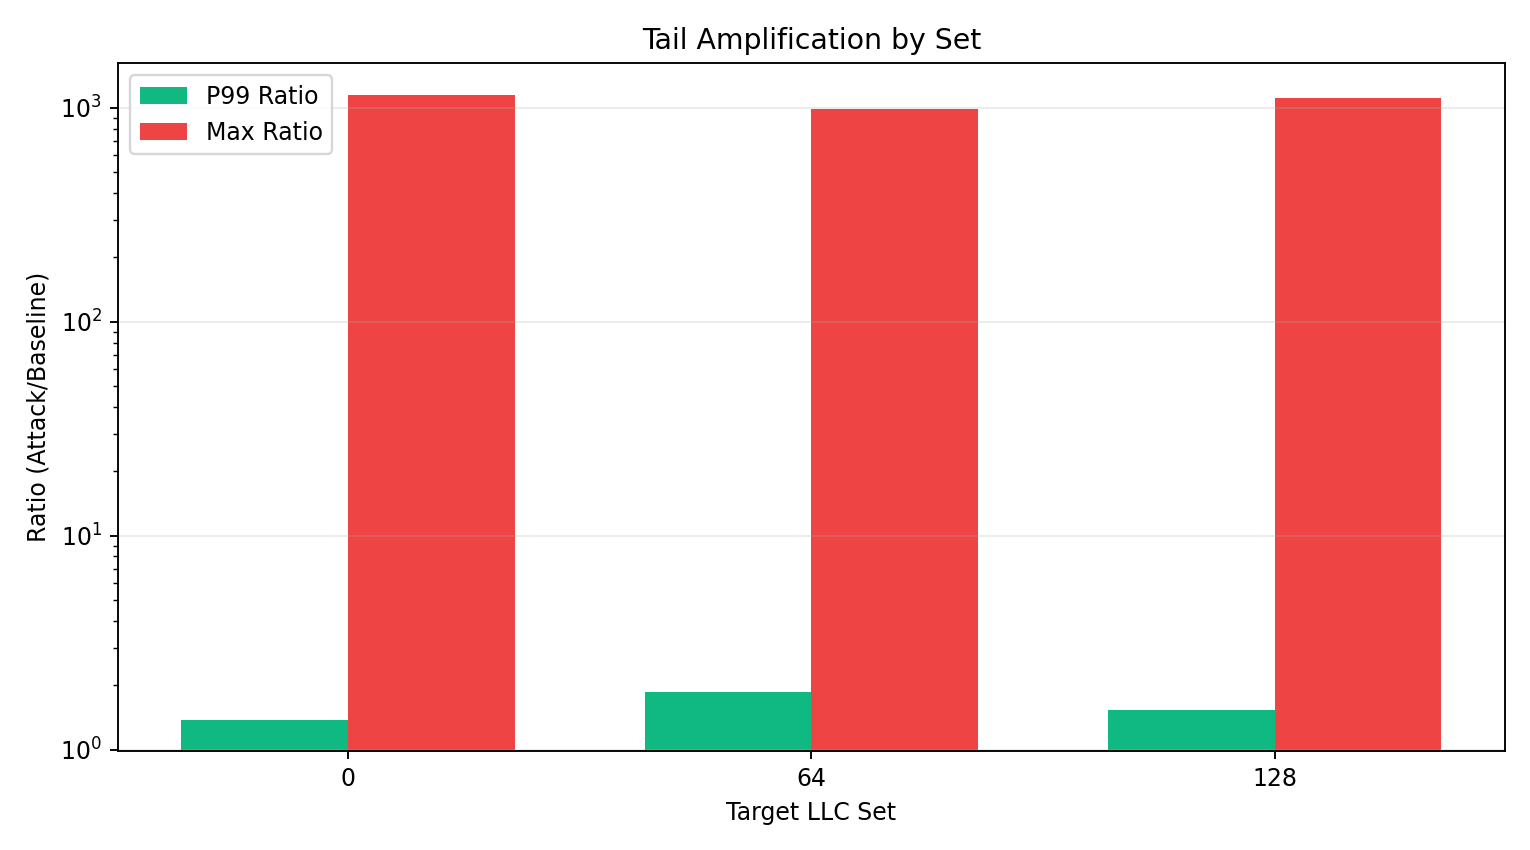 Tail Amplification by Set
P99 Ratio
Max Ratio
Ratio (Attack/Baseline)
10³
10²
10¹
10⁰
0 64 128
Target LLC Set